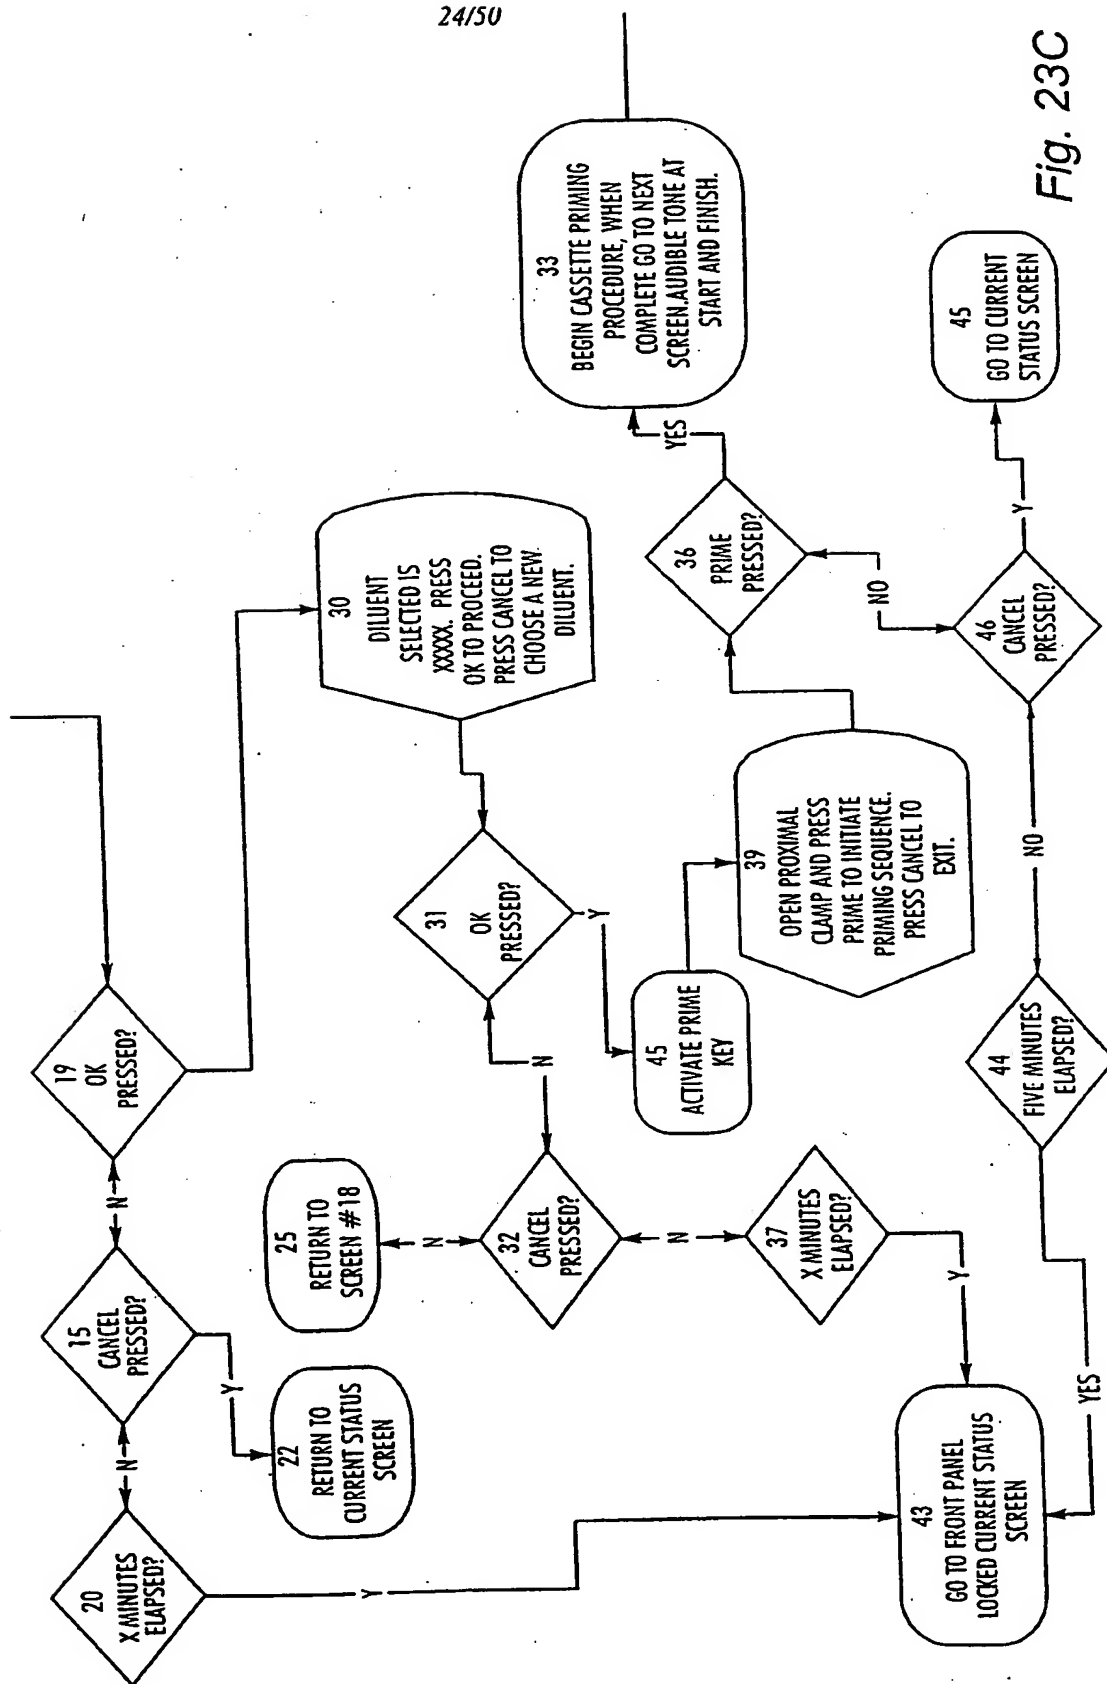 24/50
20
X MINUTES
ELAPSED?
N
15
CANCEL
PRESSED?
N
19
OK
PRESSED?
Y
22
RETURN TO
CURRENT STATUS
SCREEN
Y
25
RETURN TO
SCREEN #18
N
30
DILUENT
SELECTED IS
XXXX. PRESS
OK TO PROCEED.
PRESS CANCEL TO
CHOOSE A NEW
DILUENT.
31
OK
PRESSED?
N
Y
32
CANCEL
PRESSED?
N
37
X MINUTES
ELAPSED?
Y
45
ACTIVATE PRIME
KEY
39
OPEN PROXIMAL
CLAMP AND PRESS
PRIME TO INITIATE
PRIMING SEQUENCE.
PRESS CANCEL TO
EXIT.
36
PRIME
PRESSED?
YES
NO
33
BEGIN CASSETTE PRIMING
PROCEDURE, WHEN
COMPLETE GO TO NEXT
SCREEN.AUDIBLE TONE AT
START AND FINISH.
43
GO TO FRONT PANEL
LOCKED CURRENT STATUS
SCREEN
YES
44
FIVE MINUTES
ELAPSED?
NO
46
CANCEL
PRESSED?
Y
45
GO TO CURRENT
STATUS SCREEN
Fig. 23C